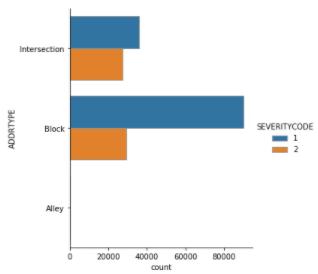 Intersection
Block
Alley
ADDRTYPE
0
20000
40000
60000
80000
count
SEVERITYCODE
1
2